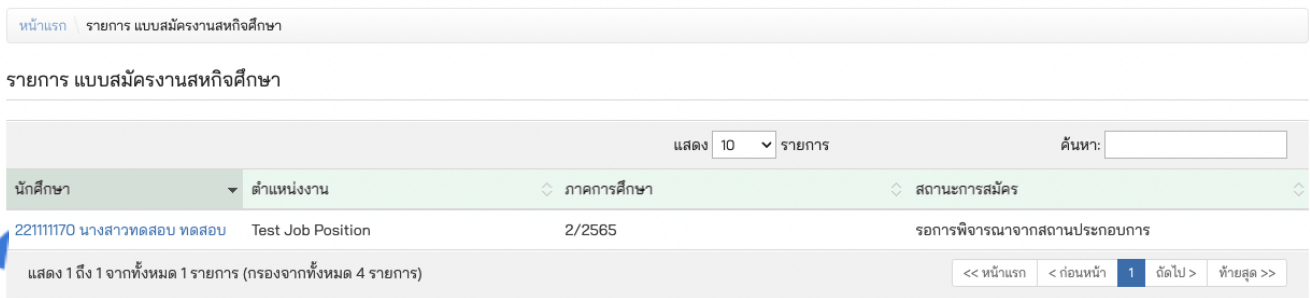 หน้าแรก \ รายการ แบบสมัครงานสหกิจศึกษา
รายการ แบบสมัครงานสหกิจศึกษา
แสดง 10 รายการ ค้นหา:
นักศึกษา ตำแหน่งงาน ภาคการศึกษา สถานะการสมัคร
221111170 นางสาวทดสอบ ทดสอบ Test Job Position 2/2565 รอการพิจารณาจากสถานประกอบการ
แสดง 1 ถึง 1 จากทั้งหมด 1 รายการ (กรองจากทั้งหมด 4 รายการ) << หน้าแรก < ก่อนหน้า 1 ถัดไป > ท้ายสุด >>